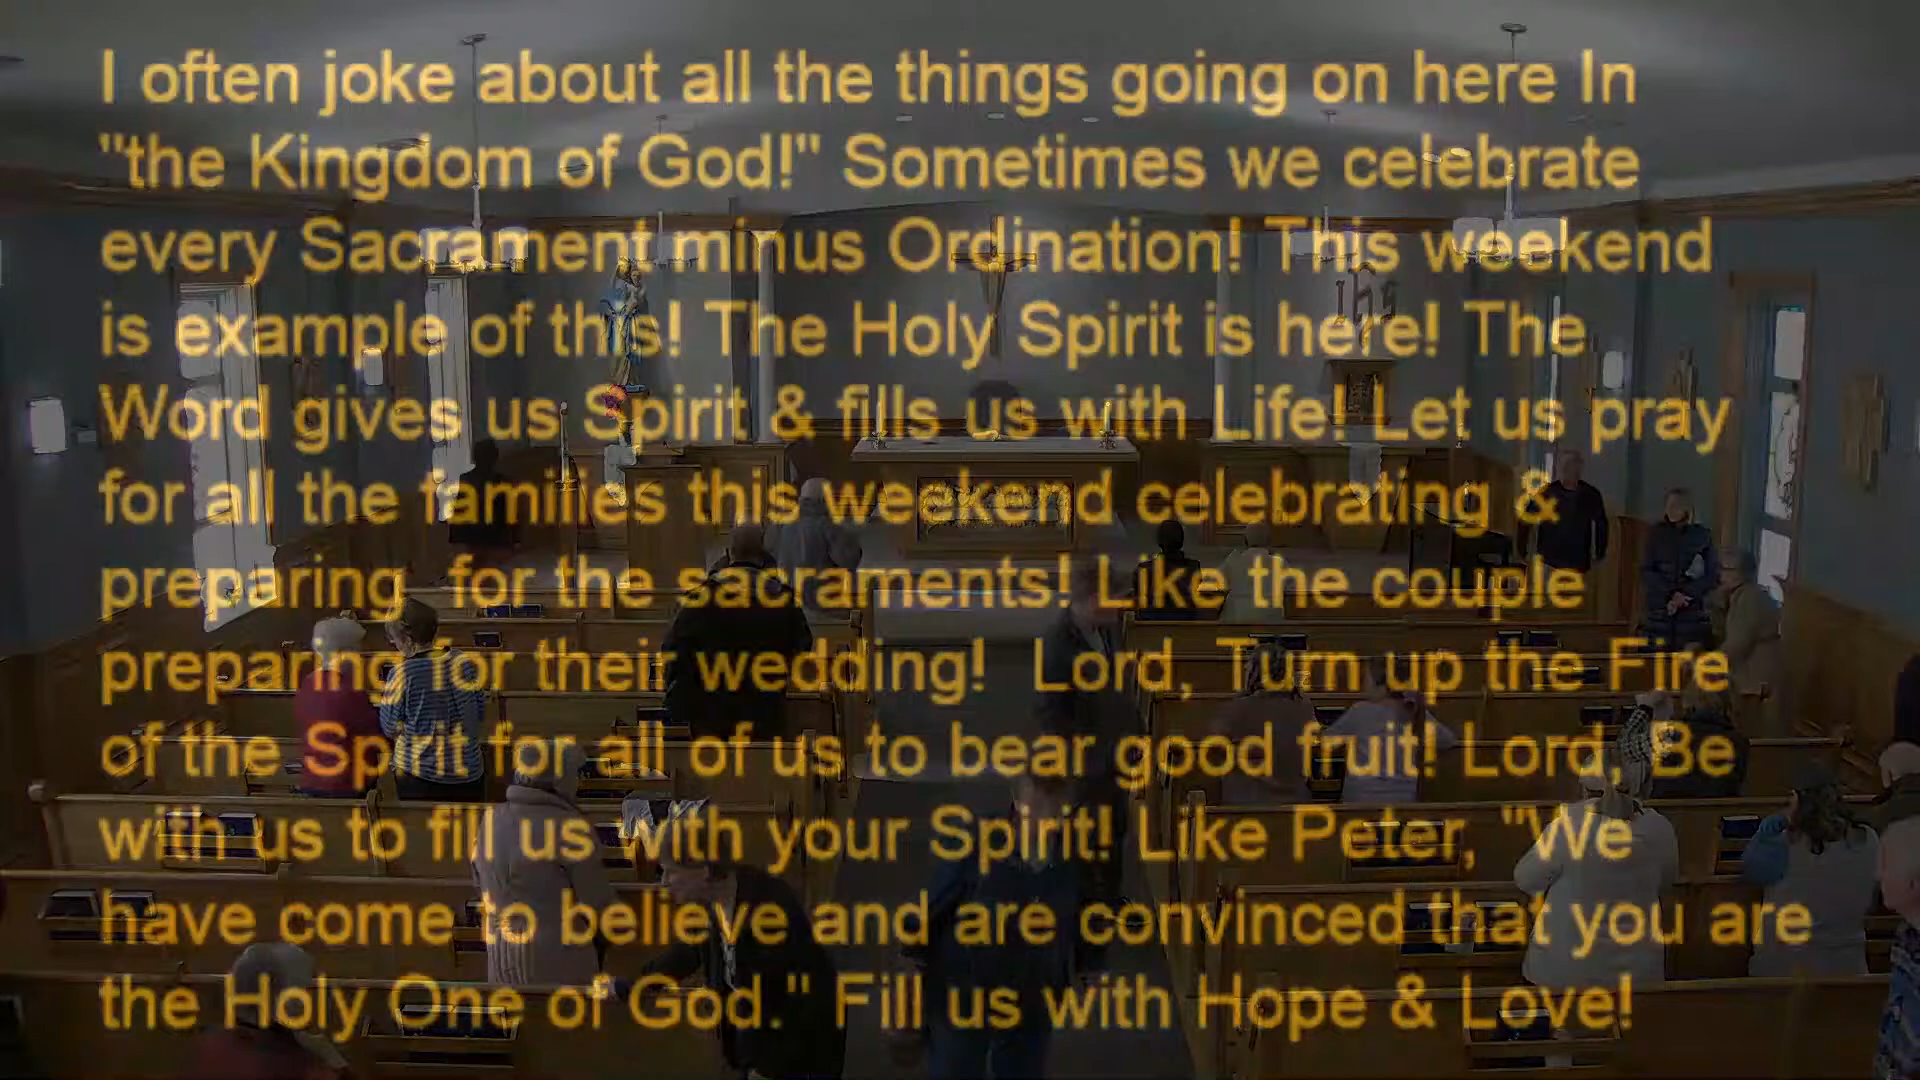 I often joke about all the things going on here In
"the Kingdom of God!" Sometimes we celebrate
every Sacrament minus Ordination! This weekend
is example of this! The Holy Spirit is here! The
Word gives us Spirit & fills us with Life! Let us pray
for all the families this weekend celebrating &
preparing  for the sacraments! Like the couple
preparing for their wedding!  Lord, Turn up the Fire
of the Spirit for all of us to bear good fruit! Lord, Be
with us to fill us with your Spirit! Like Peter, "We
have come to believe and are convinced that you are
the Holy One of God." Fill us with Hope & Love!
ihs